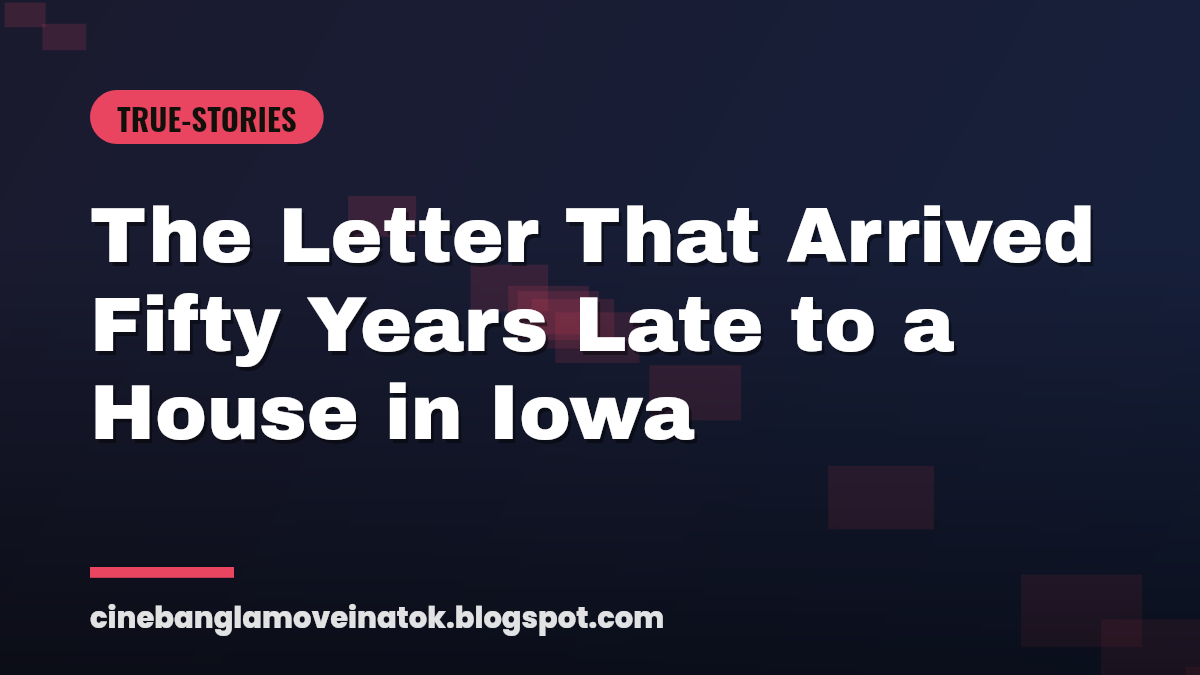 TRUE-STORIES
The Letter That Arrived
Fifty Years Late to a
House in Iowa
cinebanglamoveinatok.blogspot.com